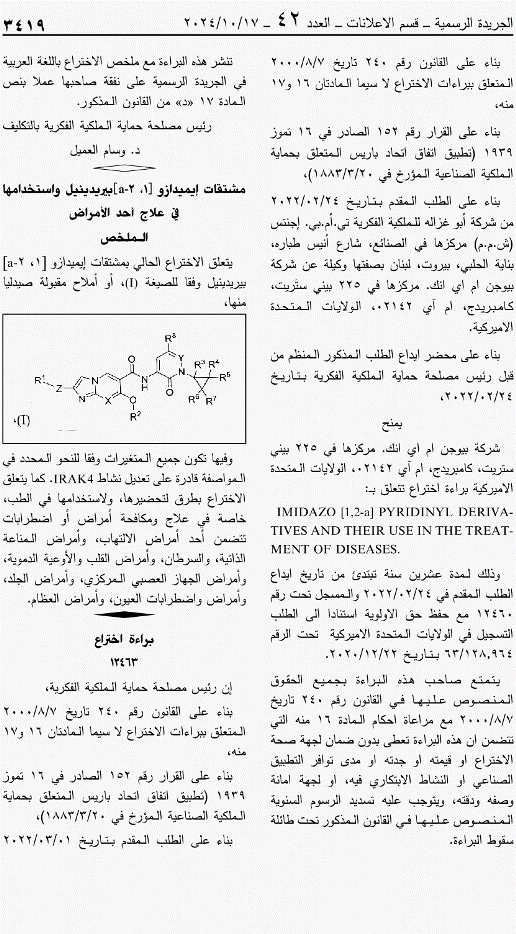 الجريدة الرسمية ــ قسم الاعلانات ــ العدد ٤٢ ــ ٢٠٢٤/١٠/١٧
٣٤١٩
بناء على القانون رقم ٢٤٠ تاريخ ٢٠٠٠/٨/٧
المتعلق ببراءات الاختراع لا سيما المادتان ١٦ و١٧
منه،
بناء على القرار رقم ١٥٢ الصادر في ١٦ تموز
١٩٣٩ (تطبيق اتفاق اتحاد باريس المتعلق بحماية
الملكية الصناعية المؤرخ في ١٨٨٣/٣/٢٠)،
بناء على الطلب المقدم بتاريخ ٢٠٢٢/٠٢/٢٤
من شركة أبو غزاله للملكية الفكرية تي.أم.بي. إجنتس
(ش.م.م) مركزها في الصنائع، شارع أنيس طباره،
بناية الحلبي، بيروت، لبنان بصفتها وكيلة عن شركة
بيوجن ام اي انك. مركزها في ٢٢٥ بيني ستريت،
كامبريدج، ام آي ٠٢١٤٢، الولايات المتحدة
الاميركية.
بناء على محضر ايداع الطلب المذكور المنظم من
قبل رئيس مصلحة حماية الملكية الفكرية بتاريخ
٢٠٢٢/٠٢/٢٤،
يمنح
شركة بيوجن ام اي انك. مركزها في ٢٢٥ بيني
ستريت، كامبريدج، ام آي ٠٢١٤٢، الولايات المتحدة
الاميركية براءة اختراع تتعلق بـ:
IMIDAZO [1,2-a] PYRIDINYL DERIVA-
TIVES AND THEIR USE IN THE TREAT-
MENT OF DISEASES.
وذلك لمدة عشرين سنة تبتدئ من تاريخ ايداع
الطلب المقدم في ٢٠٢٢/٠٢/٢٤ والمسجل تحت رقم
١٢٤٦٠ مع حفظ حق الاولوية استنادا الى الطلب
التسجيل في الولايات المتحدة الاميركية تحت الرقم
٦٣/١٢٨,٩٦٤ بتاريخ ٢٠٢٠/١٢/٢٢.
يتمتع صاحب هذه البراءة بجميع الحقوق
المنصوص عليها في القانون رقم ٢٤٠ تاريخ
٢٠٠٠/٨/٧ مع مراعاة احكام المادة ١٦ منه التي
تتضمن ان هذه البراءة تعطى بدون ضمان لجهة صحة
الاختراع او قيمته او جدته او مدى توافر التطبيق
الصناعي او النشاط الابتكاري فيه، او لجهة امانة
وصفه ودقته، ويتوجب عليه تسديد الرسوم السنوية
المنصوص عليها في القانون المذكور تحت طائلة
سقوط البراءة.
تنشر هذه البراءة مع ملخص الاختراع باللغة العربية
في الجريدة الرسمية على نفقة صاحبها عملا بنص
المادة ١٧ «د» من القانون المذكور.
رئيس مصلحة حماية الملكية الفكرية بالتكليف
د. وسام العميل
مشتقات إيميدازو [١، ٢-a]بيريدينيل واستخدامها
في علاج أحد الأمراض
الملخص
يتعلق الاختراع الحالي بمشتقات إيميدازو [١، ٢-a]
بيريدينيل وفقا للصيغة (I)، أو أملاح مقبولة صيدليا
منها،
R1 Z N N X O R2 O NH O N Y R8 R3 R4 R5 R6 R7
(I)،
وفيها تكون جميع المتغيرات وفقا للنحو المحدد في
المواصفة قادرة على تعديل نشاط IRAK4. كما يتعلق
الاختراع بطرق لتحضيرها، ولاستخدامها في الطب،
خاصة في علاج ومكافحة أمراض أو اضطرابات
تتضمن أحد أمراض الالتهاب، وأمراض المناعة
الذاتية، والسرطان، وأمراض القلب والأوعية الدموية،
وأمراض الجهاز العصبي المركزي، وأمراض الجلد،
وأمراض واضطرابات العيون، وأمراض العظام.
براءة اختراع
١٢٤٦٣
إن رئيس مصلحة حماية الملكية الفكرية،
بناء على القانون رقم ٢٤٠ تاريخ ٢٠٠٠/٨/٧
المتعلق ببراءات الاختراع لا سيما المادتان ١٦ و١٧
منه،
بناء على القرار رقم ١٥٢ الصادر في ١٦ تموز
١٩٣٩ (تطبيق اتفاق اتحاد باريس المتعلق بحماية
الملكية الصناعية المؤرخ في ١٨٨٣/٣/٢٠)،
بناء على الطلب المقدم بتاريخ ٢٠٢٢/٠٣/٠١